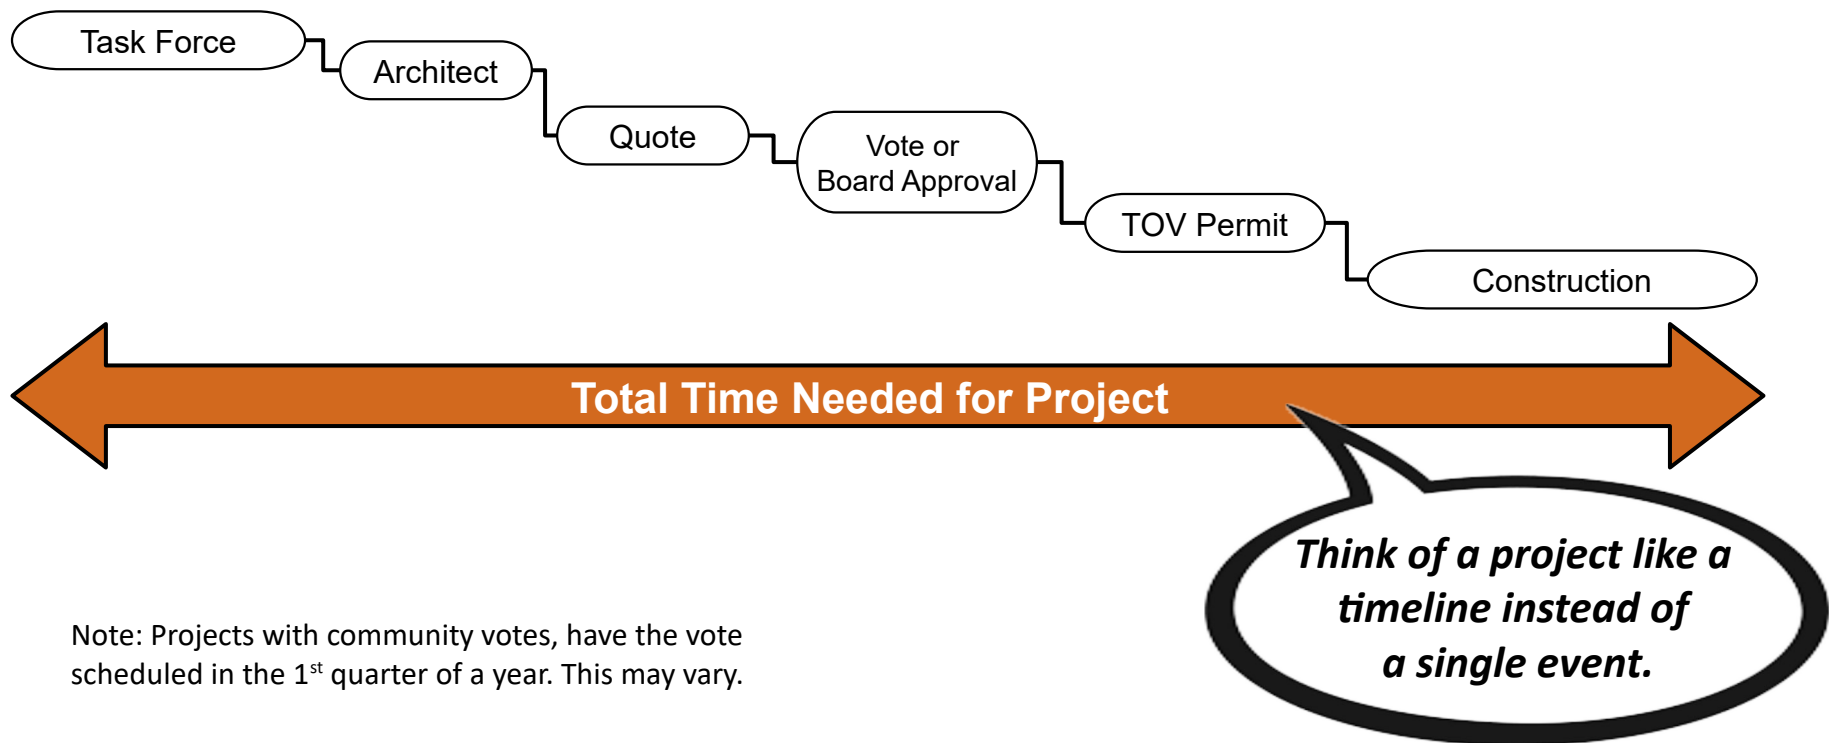 Task Force
Architect
Quote
Vote or
Board Approval
TOV Permit
Construction
Total Time Needed for Project
Think of a project like a
timeline instead of
a single event.
Note: Projects with community votes, have the vote
scheduled in the 1st quarter of a year. This may vary.